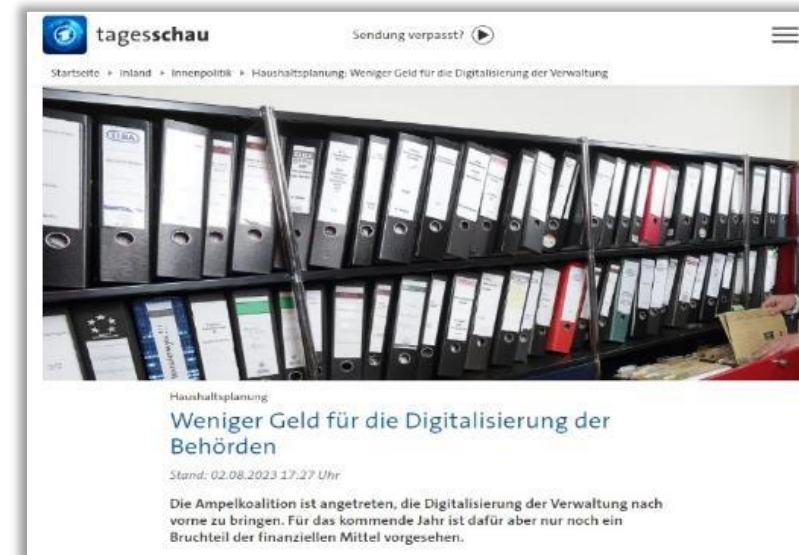 tagesschau
Sendung verpasst?
Startseite ▸ Inland ▸ Innenpolitik ▸ Haushaltsplanung: Weniger Geld für die Digitalisierung der Verwaltung
ELBA
Haushaltsplanung
Weniger Geld für die Digitalisierung der
Behörden
Stand: 02.08.2023 17:27 Uhr
Die Ampelkoalition ist angetreten, die Digitalisierung der Verwaltung nach
vorne zu bringen. Für das kommende Jahr ist dafür aber nur noch ein
Bruchteil der finanziellen Mittel vorgesehen.